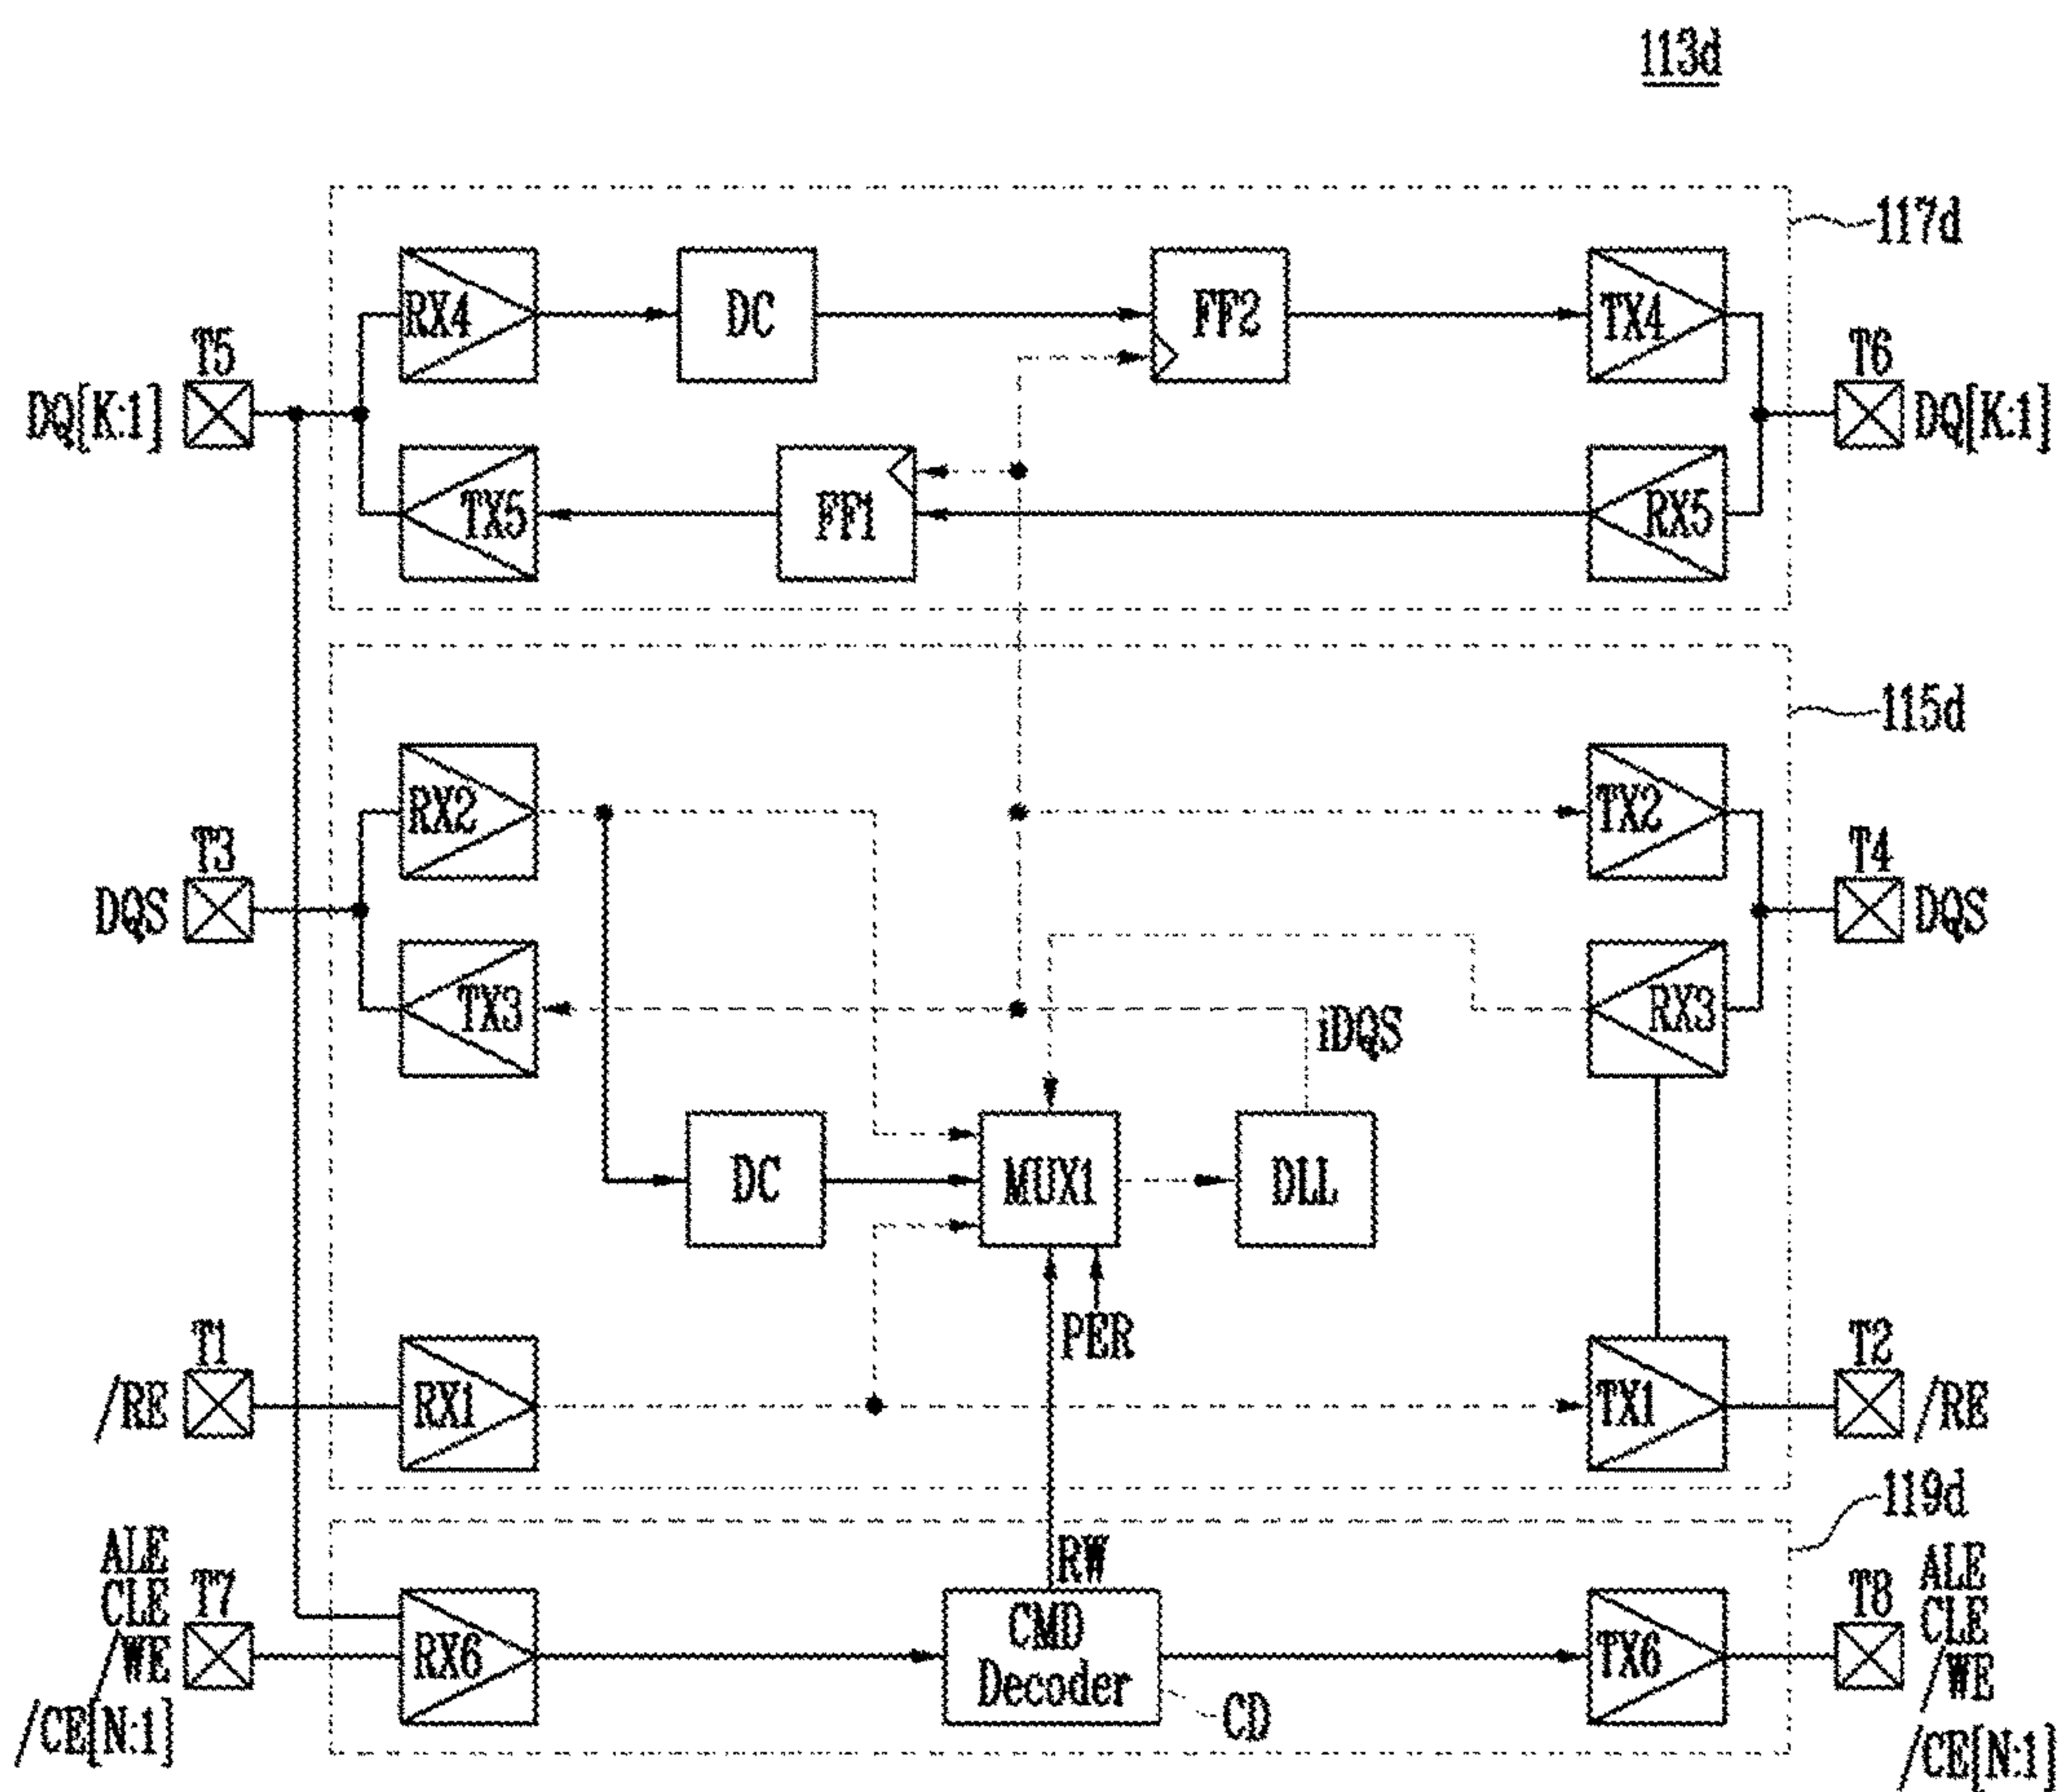 113d
117d
RX4
DC
FF2
TX4
T5
DQ[K:1]
T6
DQ[K:1]
TX5
FF1
RX5
115d
RX2
TX2
T3
DQS
T4
DQS
TX3
RX3
iDQS
DC
MUX1
DLL
PER
T1
/RE
RX1
TX1
T2
/RE
119d
ALE
CLE
/WE
/CE[N:1]
T7
RX6
RW
CMD
Decoder
CD
TX6
T8
ALE
CLE
/WE
/CE[N:1]